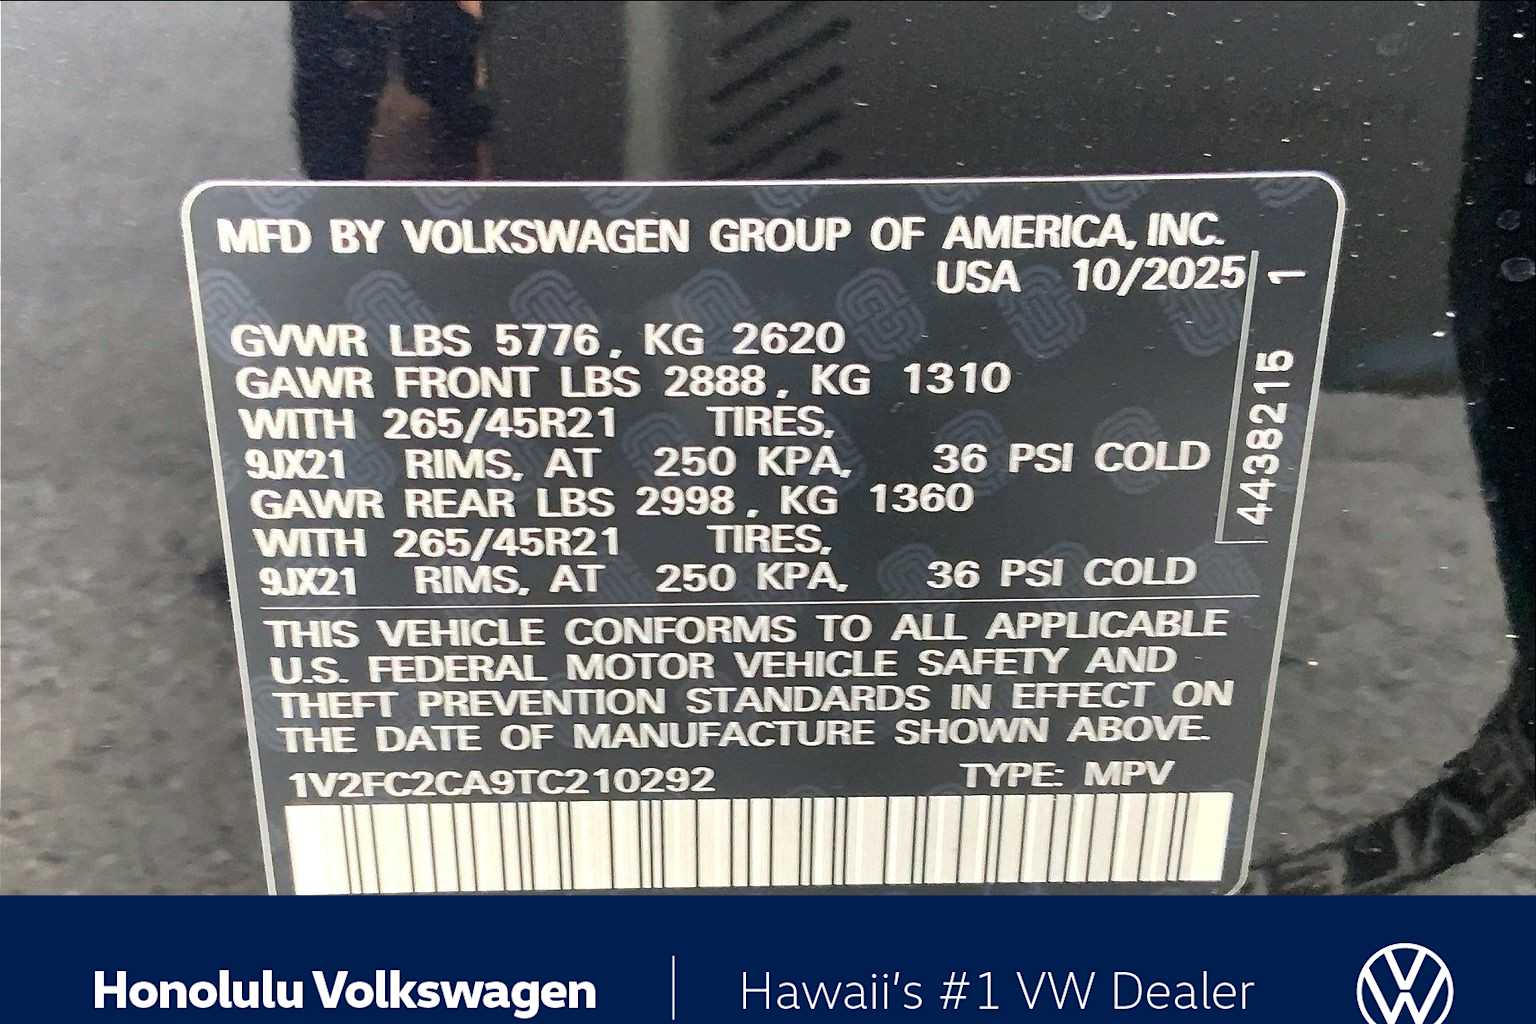 MFD BY VOLKSWAGEN GROUP OF AMERICA, INC.
USA 10/2025
GVWR LBS 5776, KG 2620
GAWR FRONT LBS 2888, KG 1310
WITH 265/45R21 TIRES,
9JX21 RIMS, AT 250 KPA, 36 PSI COLD
GAWR REAR LBS 2998, KG 1360
WITH 265/45R21 TIRES,
9JX21 RIMS, AT 250 KPA, 36 PSI COLD
4438215 1
THIS VEHICLE CONFORMS TO ALL APPLICABLE
U.S. FEDERAL MOTOR VEHICLE SAFETY AND
THEFT PREVENTION STANDARDS IN EFFECT ON
THE DATE OF MANUFACTURE SHOWN ABOVE.
1V2FC2CA9TC210292 TYPE: MPV
Honolulu Volkswagen
Hawaii's #1 VW Dealer